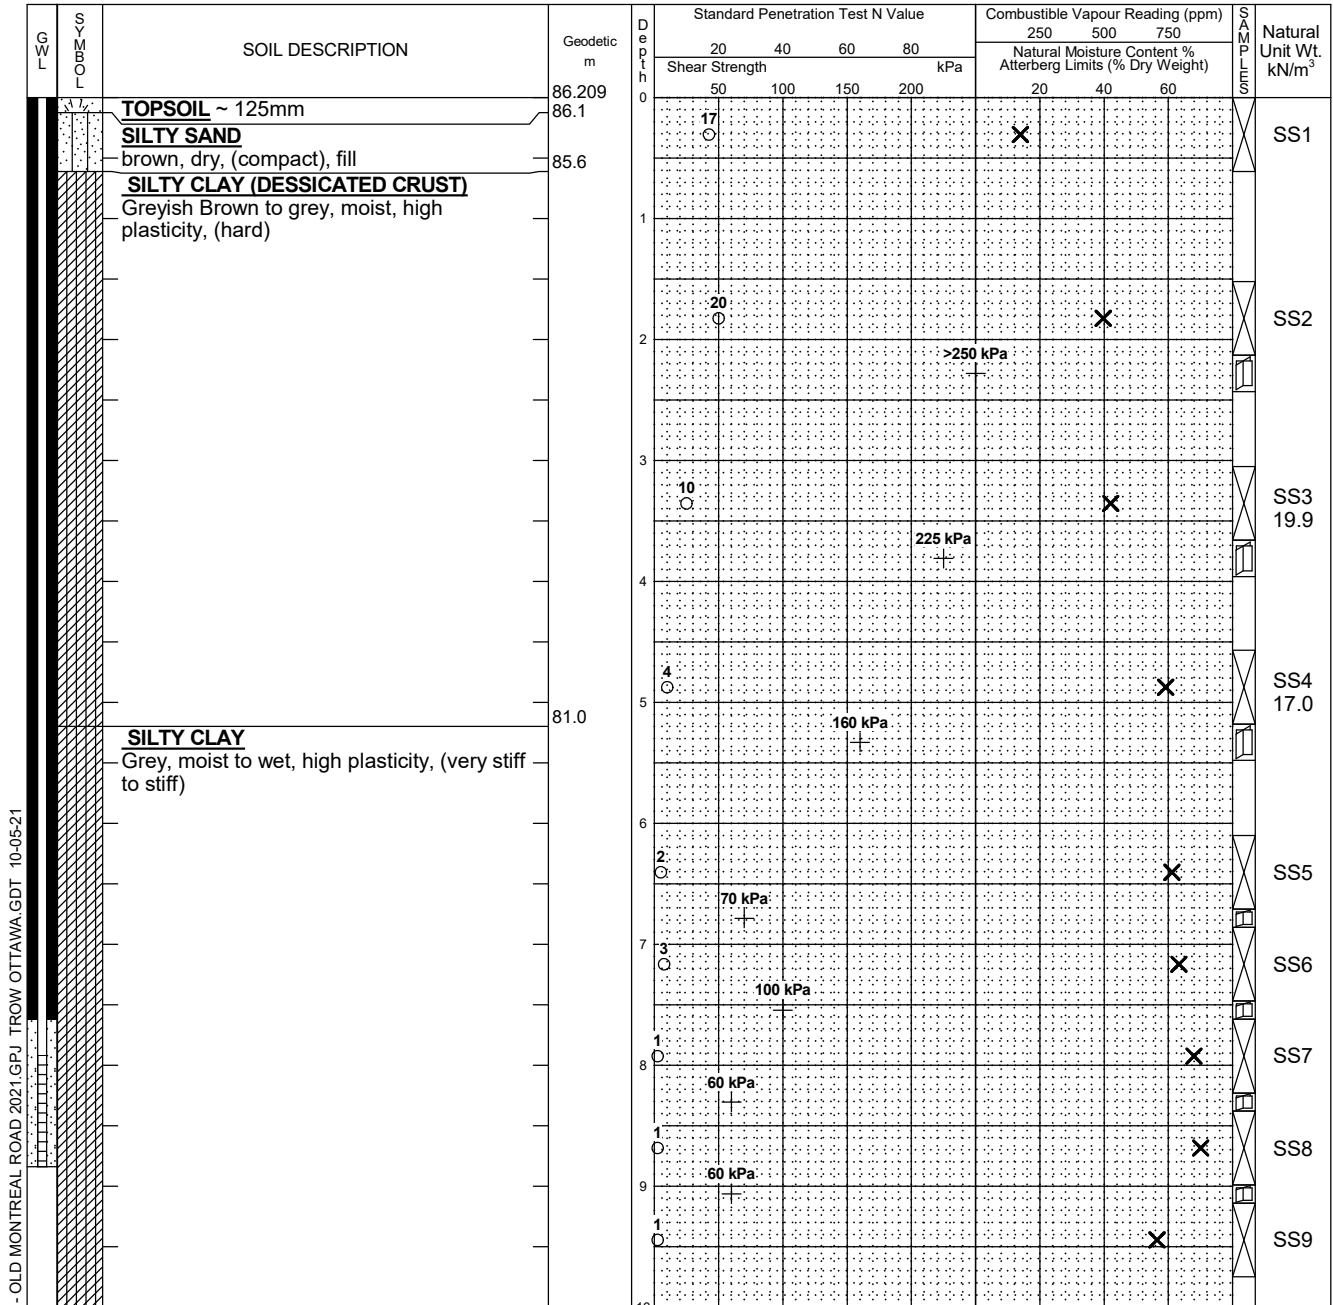 GWL
SYMBOL
SOIL DESCRIPTION
Geodetic
m
Depth
Standard Penetration Test N Value
20 40 60 80
Shear Strength kPa
50 100 150 200
Combustible Vapour Reading (ppm)
250 500 750
Natural Moisture Content %
Atterberg Limits (% Dry Weight)
20 40 60
SAMPLES
Natural
Unit Wt.
kN/m³
86.209
0
TOPSOIL ~ 125mm
86.1
17
SS1
SILTY SAND
brown, dry, (compact), fill
85.6
SILTY CLAY (DESSICATED CRUST)
Greyish Brown to grey, moist, high
plasticity, (hard)
1
20
SS2
2
>250 kPa
3
10
SS3
19.9
225 kPa
4
4
SS4
17.0
5
81.0
160 kPa
SILTY CLAY
Grey, moist to wet, high plasticity, (very stiff
to stiff)
6
2
SS5
70 kPa
7
3
SS6
100 kPa
1
SS7
8
60 kPa
1
SS8
60 kPa
9
1
SS9
10
- OLD MONTREAL ROAD 2021.GPJ TROW OTTAWA.GDT 10-05-21